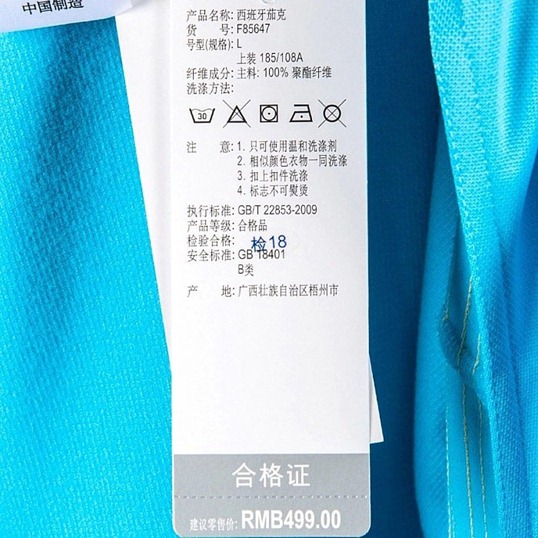 中国制造
产品名称: 西班牙茄克
货 号: F85647
号型(规格): L
上装 185/108A
纤维成分: 主料: 100% 聚酯纤维
洗涤方法:
30
注 意: 1. 只可使用温和洗涤剂
2. 相似颜色衣物一同洗涤
3. 扣上扣件洗涤
4. 标志不可熨烫
执行标准: GB/T 22853-2009
产品等级: 合格品
检验合格: 检18
安全标准: GB 18401
B类
产 地: 广西壮族自治区梧州市
合格证
建议零售价: RMB499.00